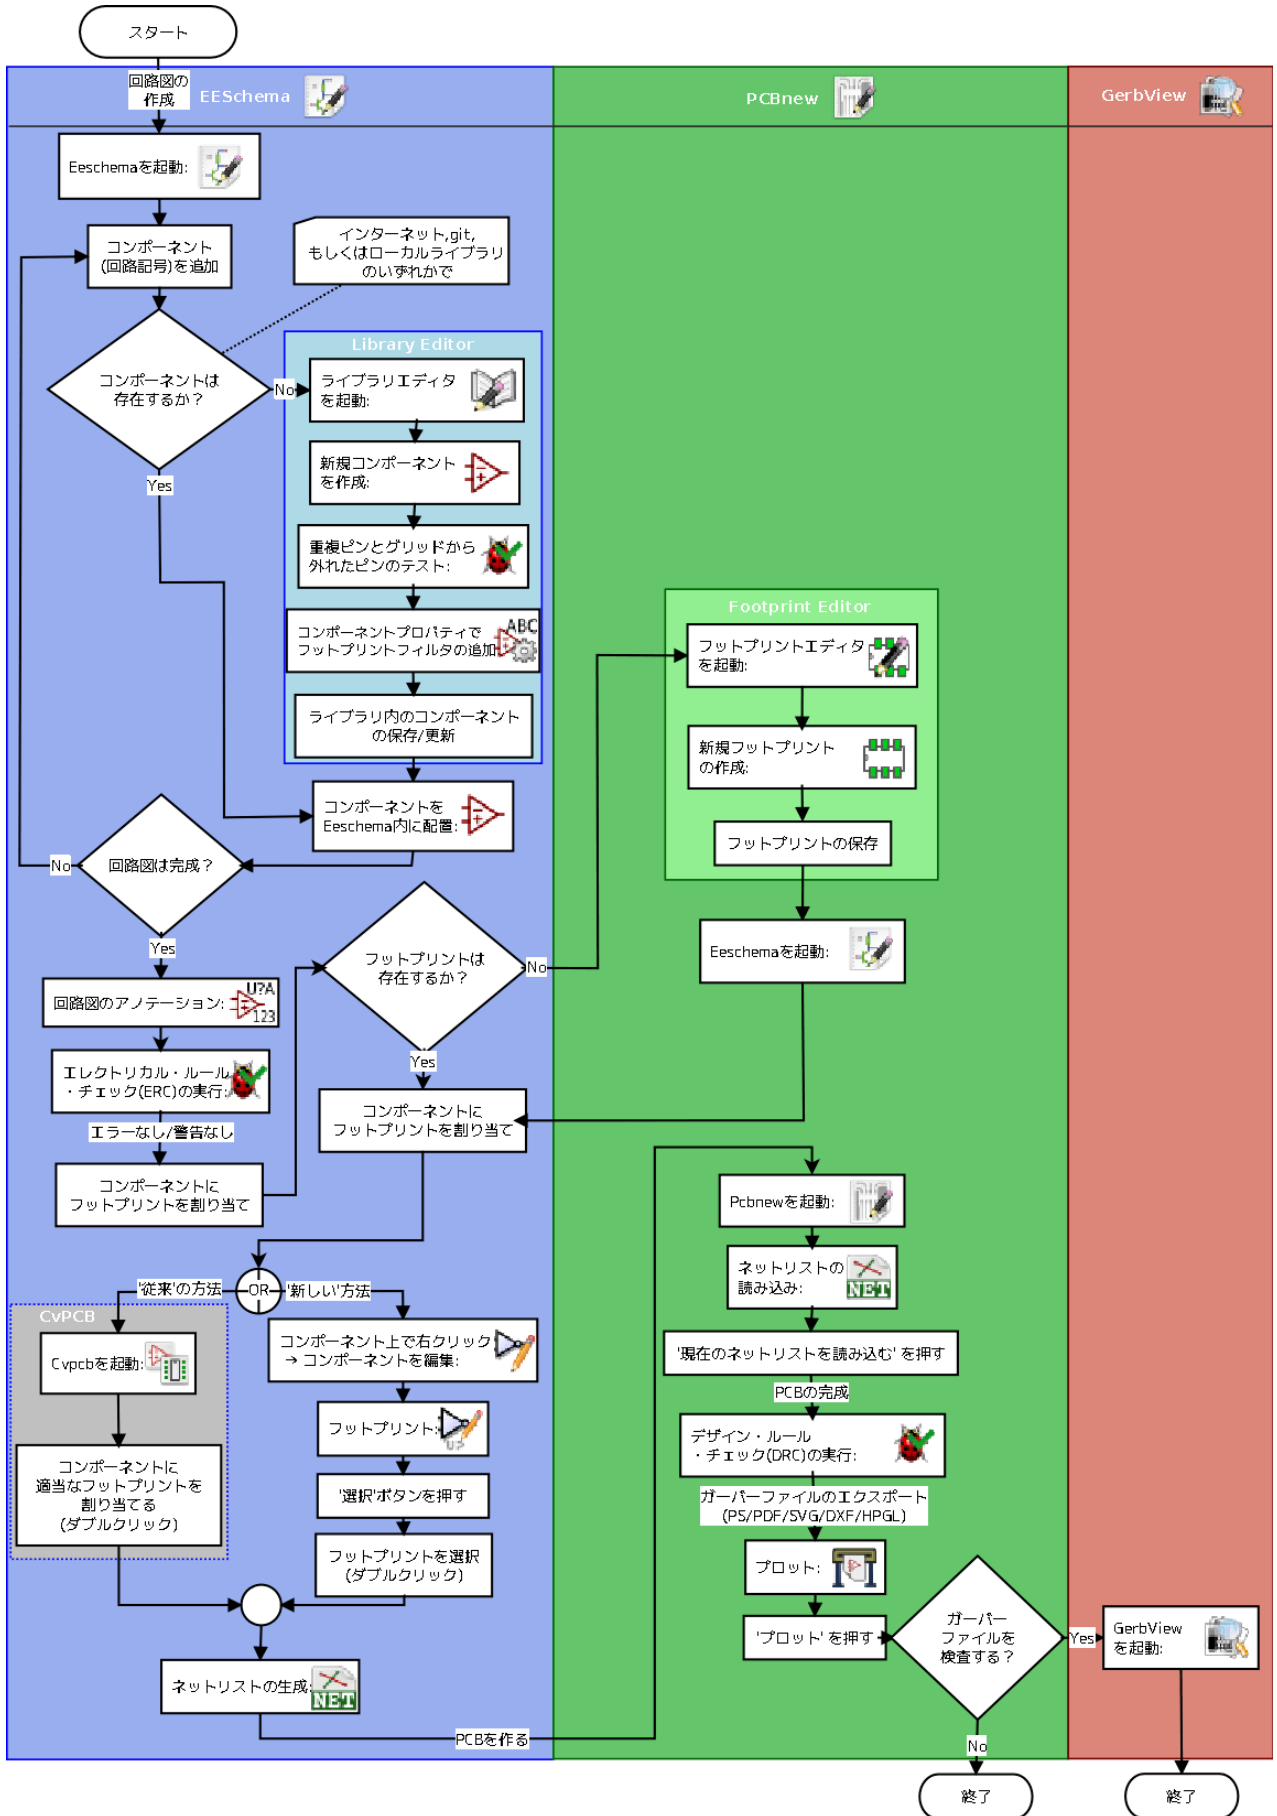 スタート
回路図の
作成
EESchema
PCBnew
GerbView
Eeschemaを起動:
コンポーネント
(回路記号)を追加
インターネット,git,
もしくはローカルライブラリ
のいずれかで
コンポーネントは
存在するか？
No
Yes
Library Editor
ライブラリエディタ
を起動:
新規コンポーネント
を作成:
重複ピンとグリッドから
外れたピンのテスト:
コンポーネントプロパティで
フットプリントフィルタの追加:
ABC
ライブラリ内のコンポーネント
の保存/更新
コンポーネントを
Eeschema内に配置:
回路図は完成？
No
Yes
回路図のアノテーション:
U?A
123
エレクトリカル・ルール
・チェック(ERC)の実行:
エラーなし/警告なし
コンポーネントに
フットプリントを割り当て
フットプリントは
存在するか？
No
Yes
Footprint Editor
フットプリントエディタ
を起動:
新規フットプリント
の作成:
フットプリントの保存
Eeschemaを起動:
コンポーネントに
フットプリントを割り当て
OR
'従来'の方法
'新しい'方法
CvPCB
Cvpcbを起動:
コンポーネントに
適当なフットプリントを
割り当てる
(ダブルクリック)
コンポーネント上で右クリック
→ コンポーネントを編集:
フットプリント:
'選択'ボタンを押す
フットプリントを選択
(ダブルクリック)
ネットリストの生成:
NET
PCBを作る
Pcbnewを起動:
ネットリストの
読み込み:
NET
'現在のネットリストを読み込む' を押す
PCBの完成
デザイン・ルール
・チェック(DRC)の実行:
ガーバーファイルのエクスポート
(PS/PDF/SVG/DXF/HPGL)
プロット:
'プロット' を押す
ガーバー
ファイルを
検査する？
Yes
No
GerbView
を起動:
終了
終了